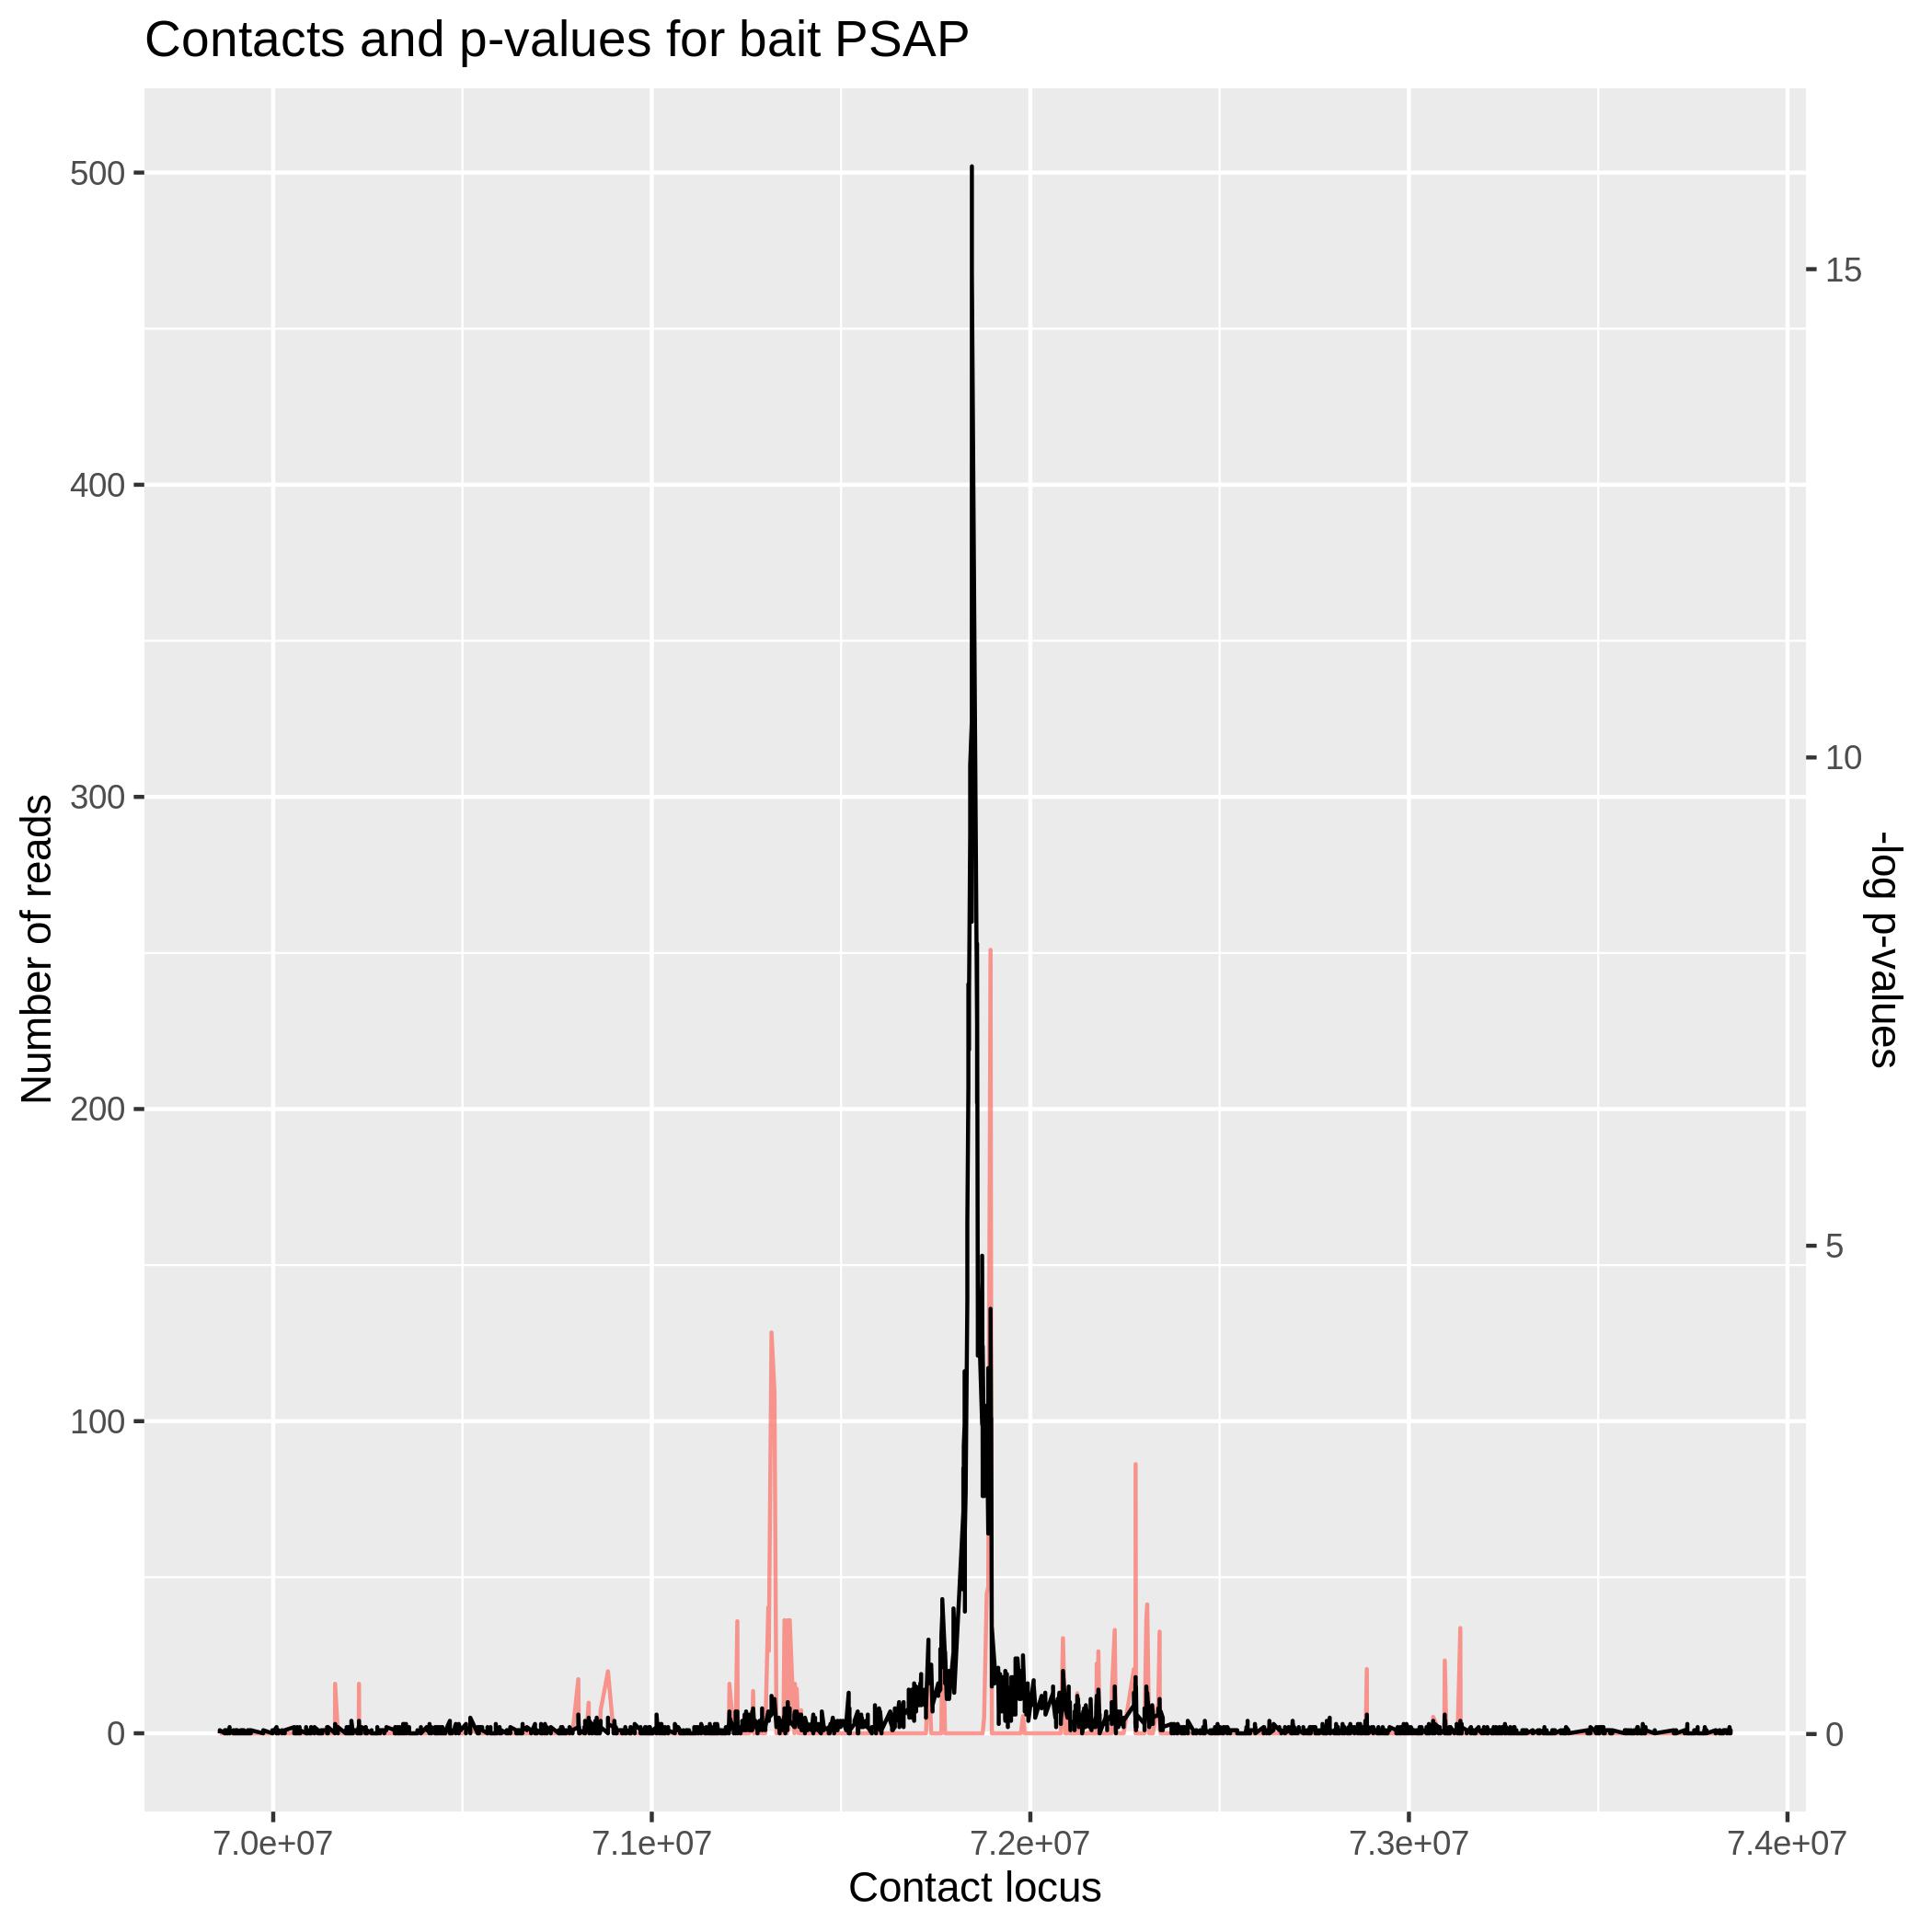 Contacts and p-values for bait PSAP
500
400
300
200
100
0
Number of reads
15
10
5
0
-log p-values
7.0e+07
7.1e+07
7.2e+07
7.3e+07
7.4e+07
Contact locus